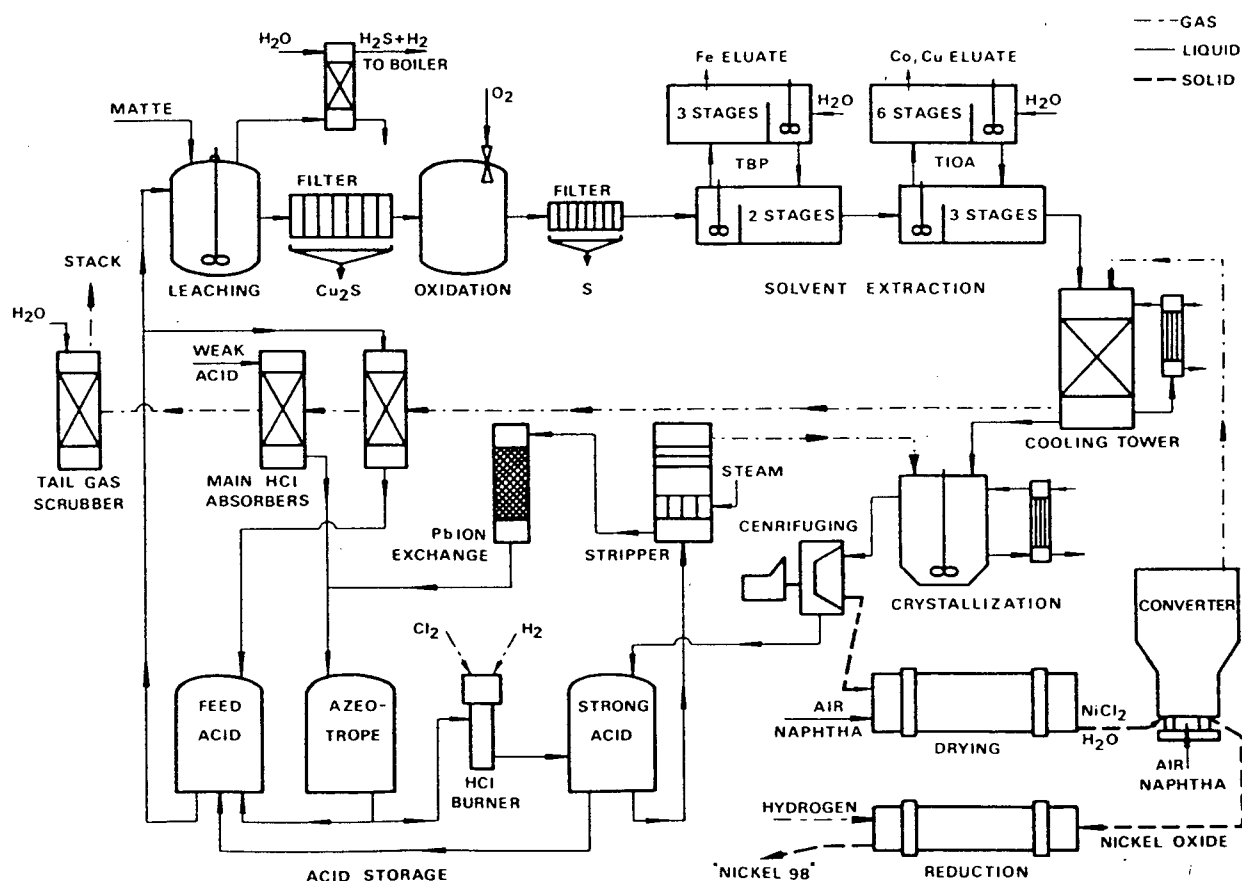 GAS
LIQUID
SOLID
H2O
H2S+H2
TO BOILER
MATTE
O2
Fe ELUATE
Co, Cu ELUATE
3 STAGES
H2O
6 STAGES
H2O
TBP
TIOA
FILTER
FILTER
2 STAGES
3 STAGES
LEACHING
Cu2S
OXIDATION
S
SOLVENT EXTRACTION
STACK
H2O
WEAK
ACID
COOLING TOWER
TAIL GAS
SCRUBBER
MAIN HCl
ABSORBERS
Pb ION
EXCHANGE
STRIPPER
STEAM
CENRIFUGING
CRYSTALLIZATION
CONVERTER
Cl2
H2
FEED
ACID
AZEO-
TROPE
HCl
BURNER
STRONG
ACID
AIR
NAPHTHA
DRYING
NiCl2
H2O
AIR
NAPHTHA
HYDROGEN
NICKEL OXIDE
"NICKEL 98"
REDUCTION
ACID STORAGE